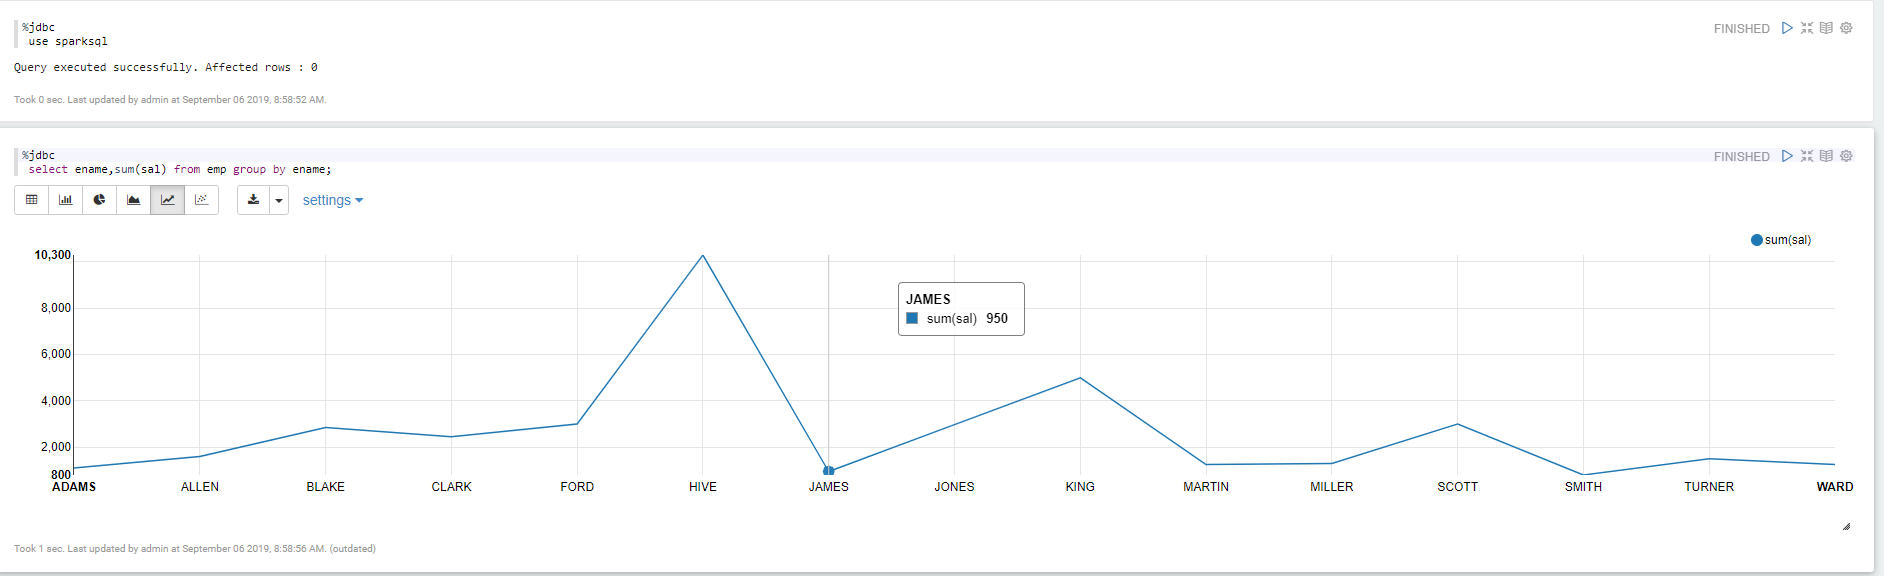 %jdbc
FINISHED
use sparksql
Query executed successfully. Affected rows : 0
Took 0 sec. Last updated by admin at September 06 2019, 8:58:52 AM.
%jdbc
FINISHED
select ename,sum(sal) from emp group by ename;
settings
sum(sal)
10,300
8,000
6,000
4,000
2,000
800
JAMES
sum(sal) 950
ADAMS ALLEN BLAKE CLARK FORD HIVE JAMES JONES KING MARTIN MILLER SCOTT SMITH TURNER WARD
Took 1 sec. Last updated by admin at September 06 2019, 8:58:56 AM. (outdated)